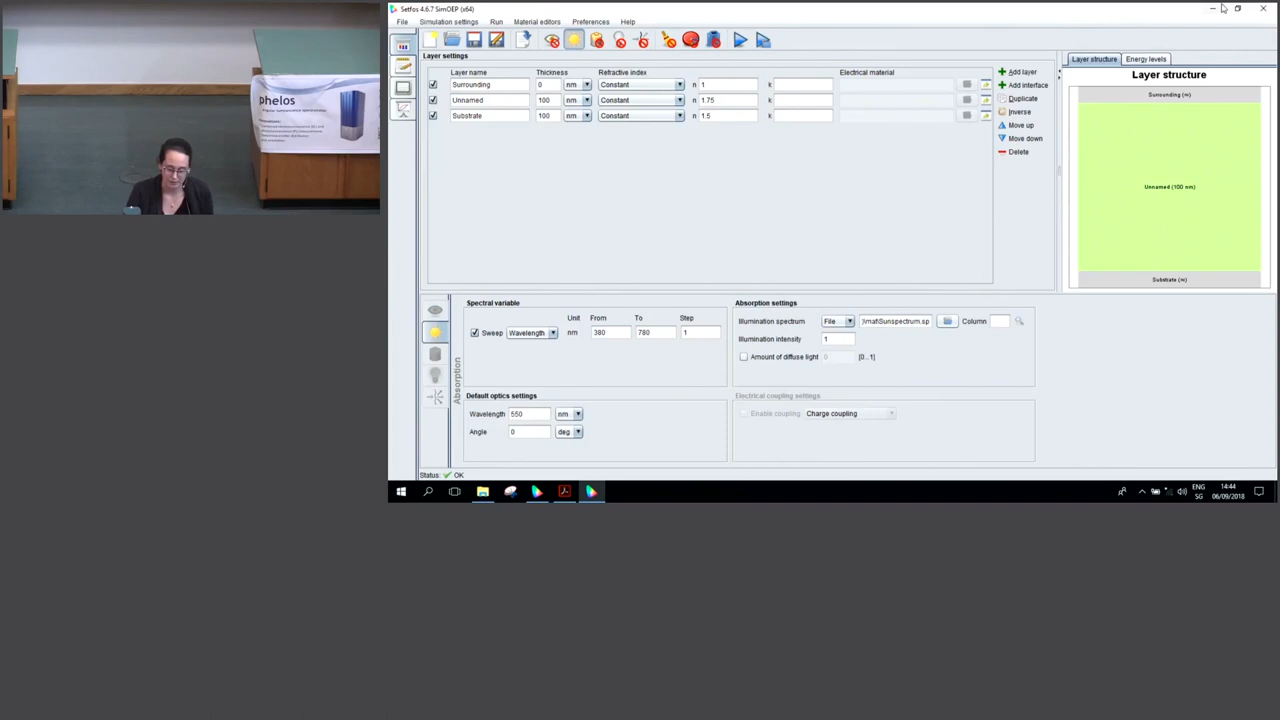 phelos
Setfos 4.6.7 SimOEP (x64)
File Simulation settings Run Material editors Preferences Help
Layer settings
Layer name Thickness Refractive index Electrical material
Surrounding 0 nm Constant n 1 k
Unnamed 100 nm Constant n 1.75 k
Substrate 100 nm Constant n 1.5 k
Add layer
Add interface
Duplicate
Inverse
Move up
Move down
Delete
Layer structure Energy levels
Layer structure
Surrounding (∞)
Unnamed (100 nm)
Substrate (∞)
Absorption
Spectral variable
Unit From To Step
Sweep Wavelength nm 380 780 1
Default optics settings
Wavelength 550 nm
Angle 0 deg
Absorption settings
Illumination spectrum File \\mat\Sunspectrum.sp Column
Illumination intensity 1
Amount of diffuse light 0 [0...1]
Electrical coupling settings
Enable coupling Charge coupling
Status: OK
ENG
SG
14:44
06/09/2018